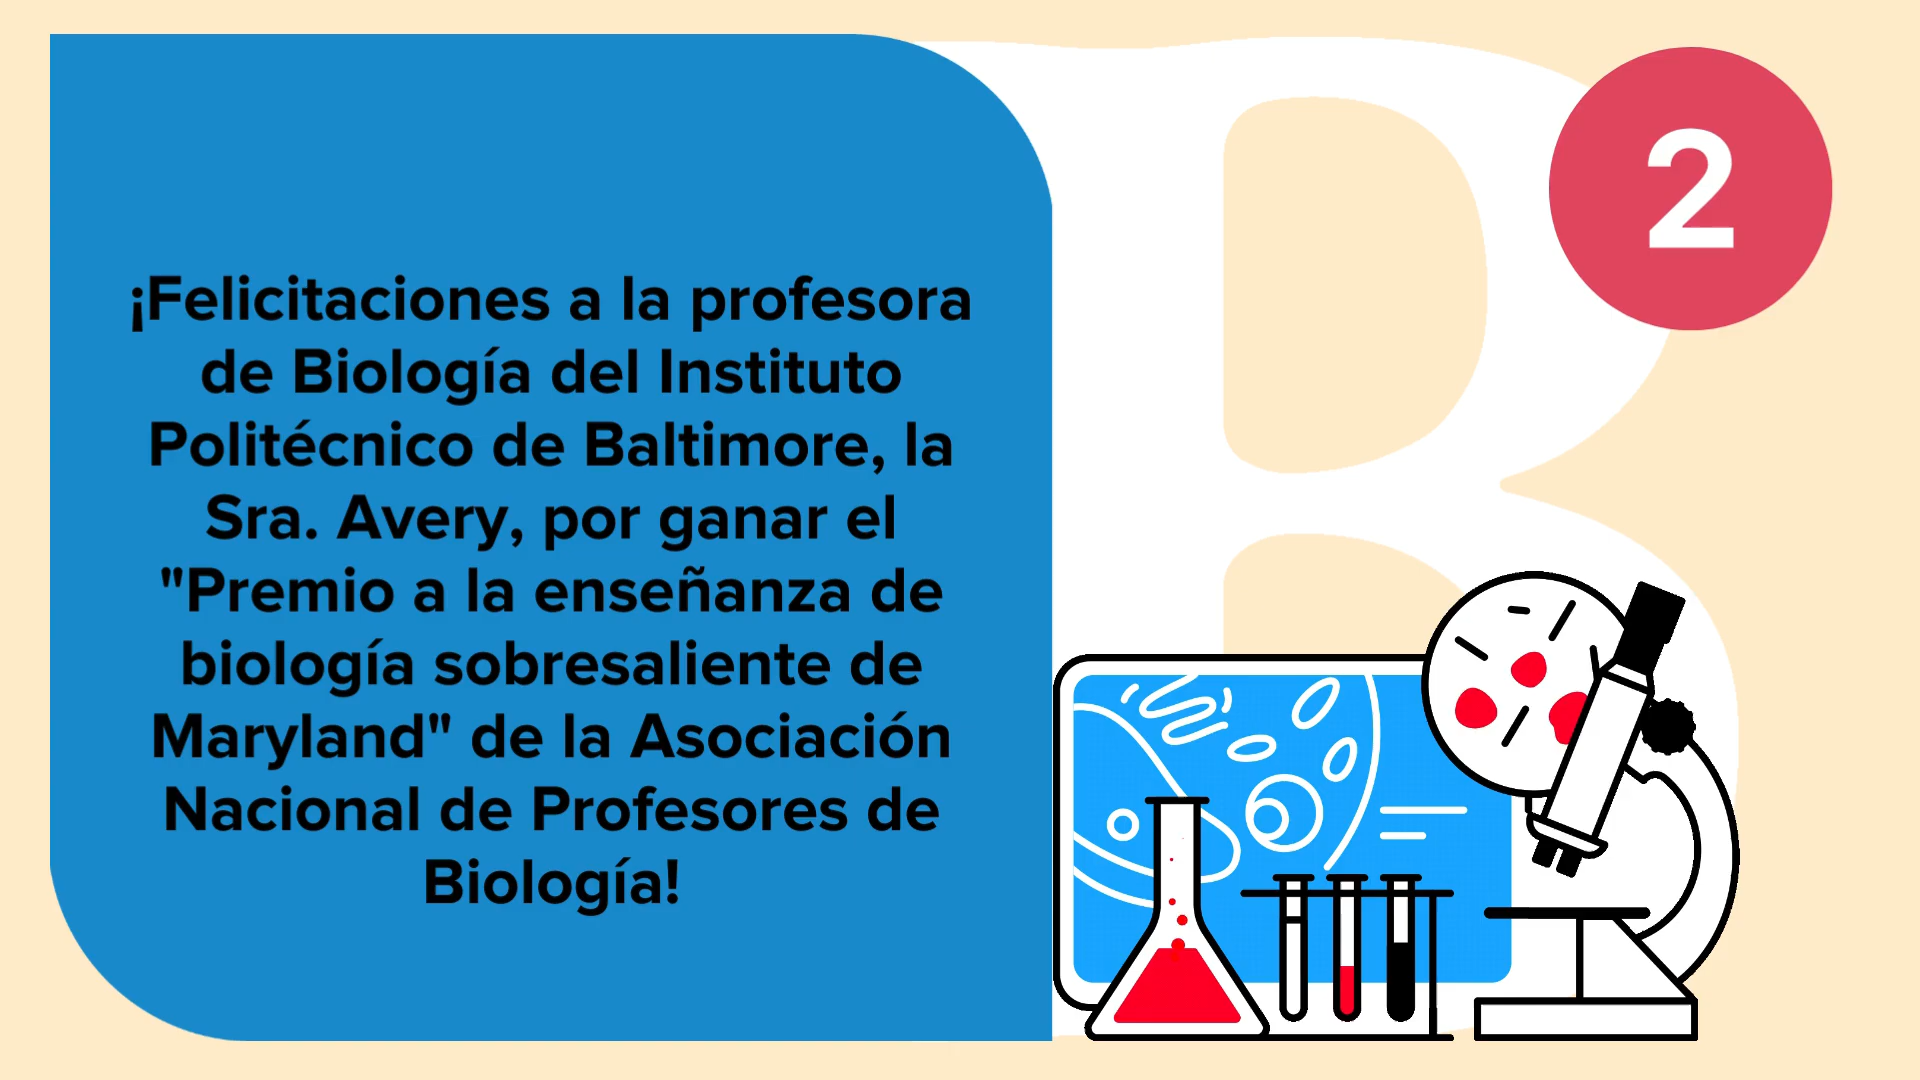 ¡Felicitaciones a la profesora
de Biología del Instituto
Politécnico de Baltimore, la
Sra. Avery, por ganar el
"Premio a la enseñanza de
biología sobresaliente de
Maryland" de la Asociación
Nacional de Profesores de
Biología!
B
2